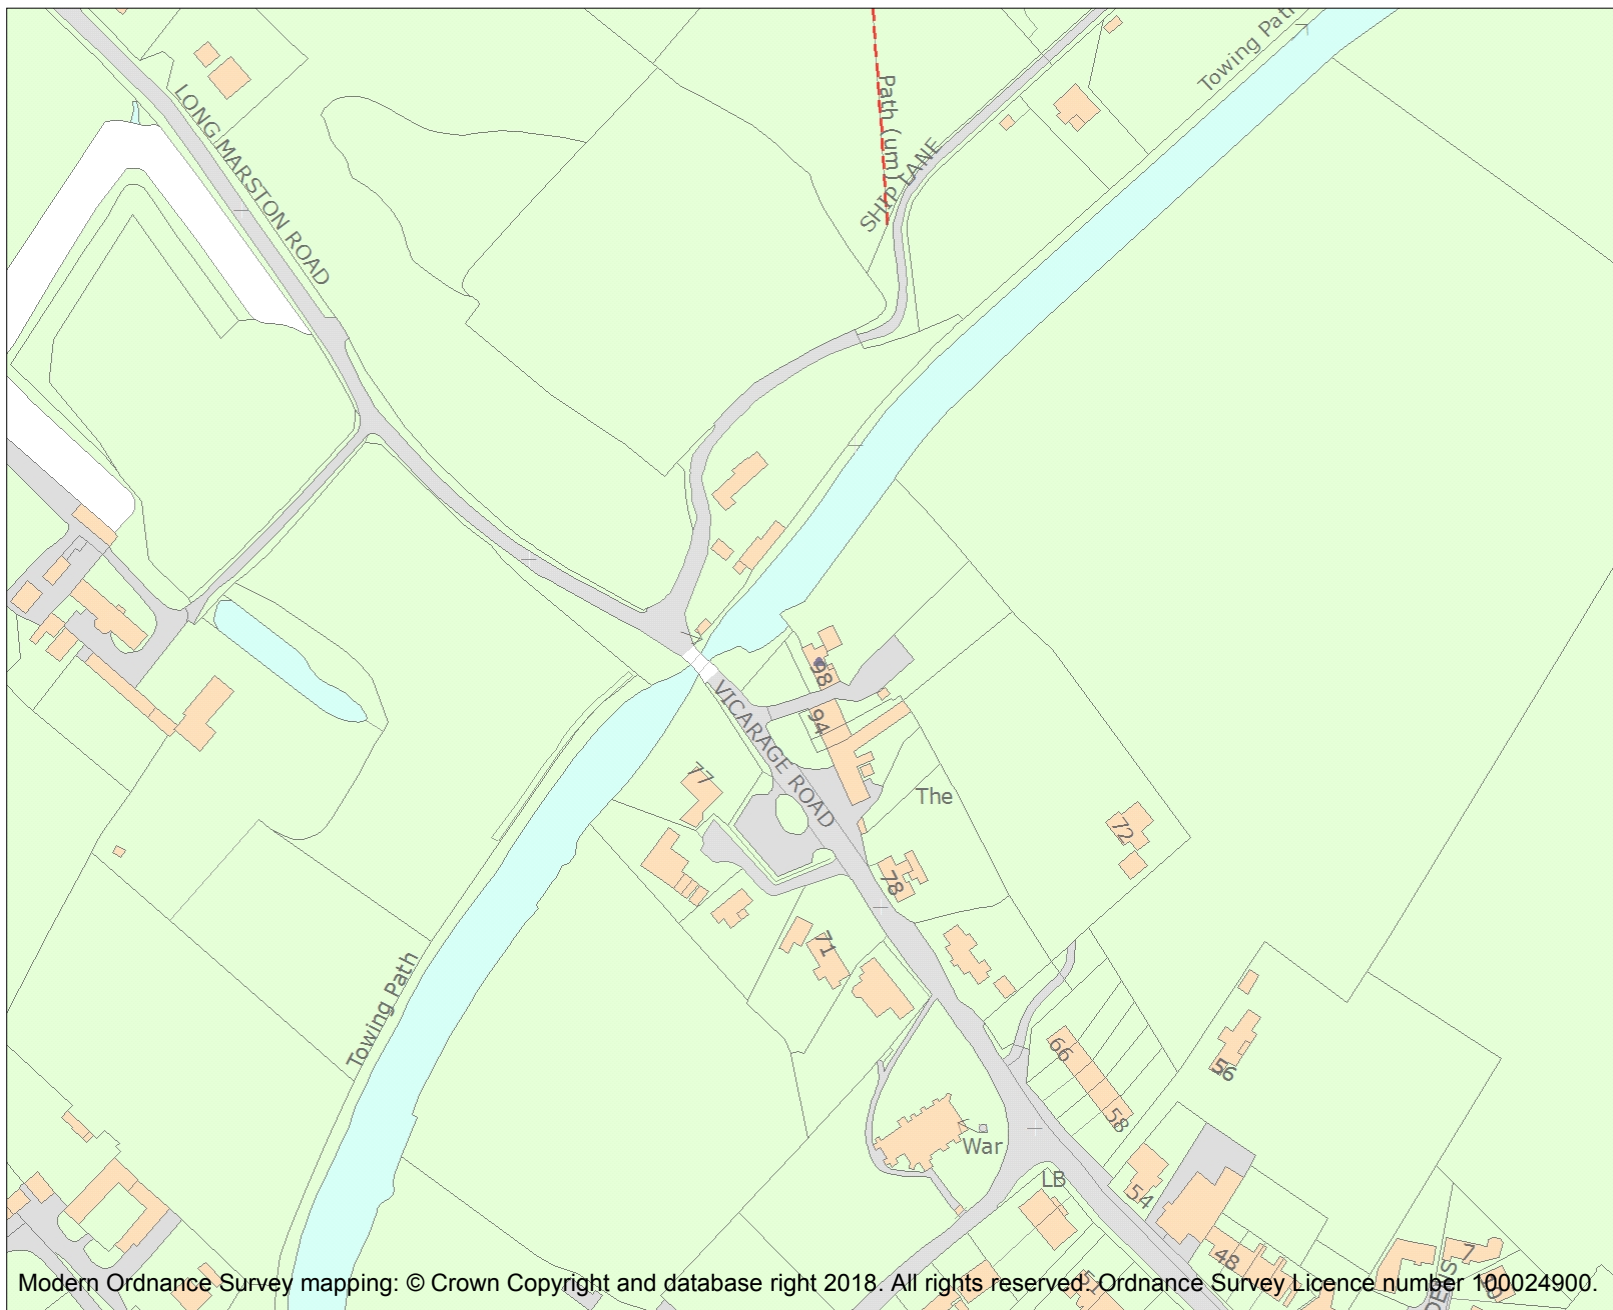 Towing Path
Path (um)
LONG MARSTON ROAD
SHIP LANE
98
VICARAGE ROAD
94
77
The
72
78
71
Towing Path
66
56
58
War
LB
54
48
7
51
Modern Ordnance Survey mapping: © Crown Copyright and database right 2018. All rights reserved. Ordnance Survey Licence number 100024900.